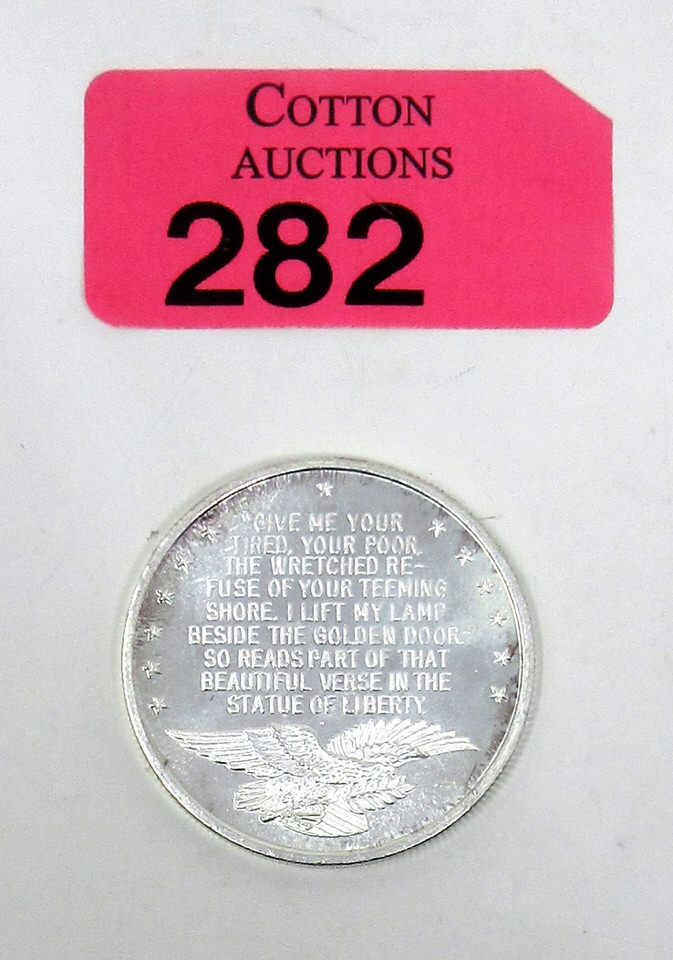 COTTON
AUCTIONS
282
"GIVE ME YOUR
TIRED, YOUR POOR,
THE WRETCHED RE-
FUSE OF YOUR TEEMING
SHORE. I LIFT MY LAMP
BESIDE THE GOLDEN DOOR."
SO READS PART OF THAT
BEAUTIFUL VERSE IN THE
STATUE OF LIBERTY.